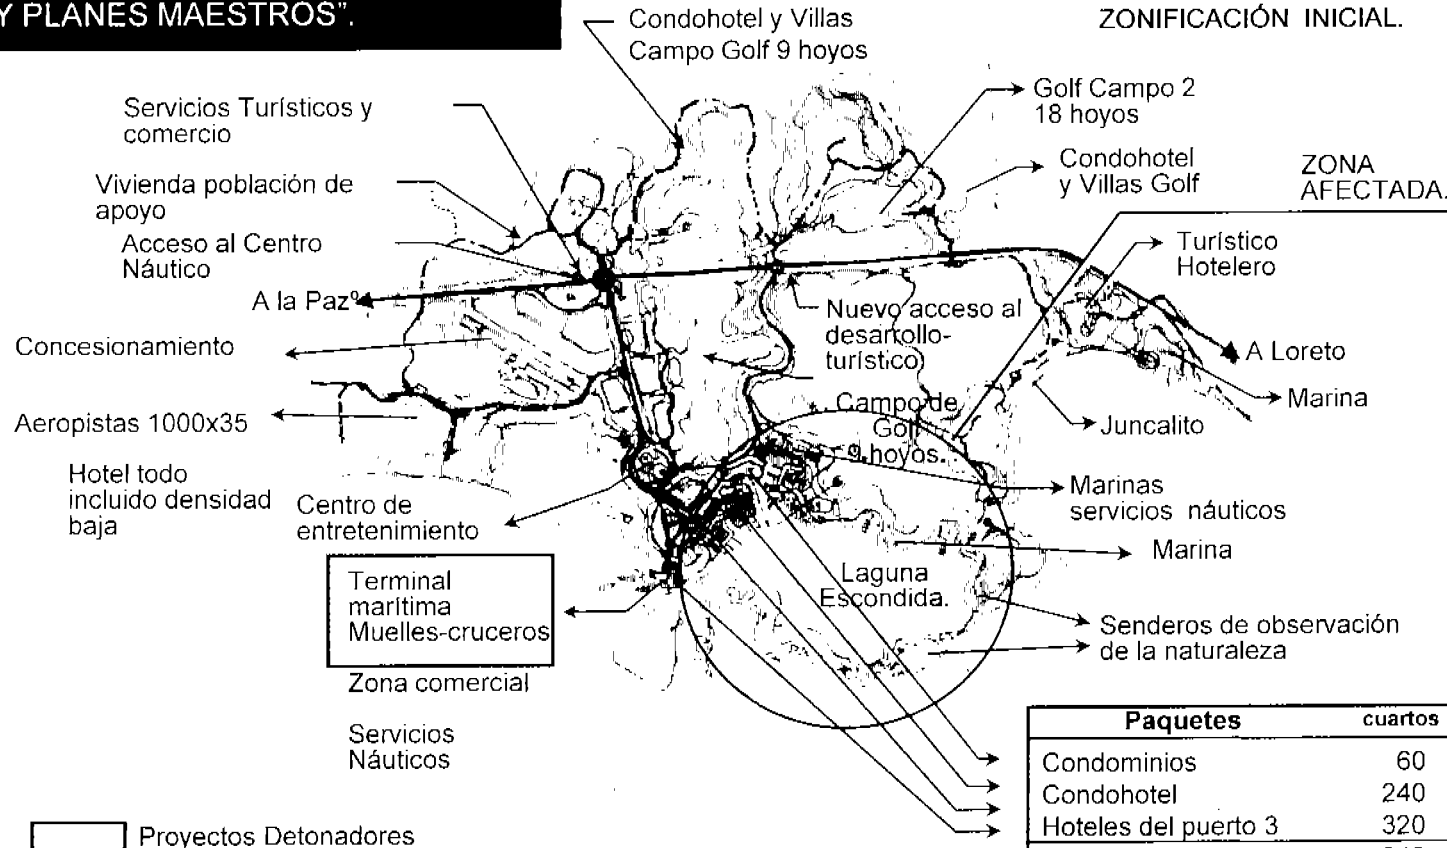 Y PLANES MAESTROS".
ZONIFICACIÓN INICIAL.
Condohotel y Villas
Campo Golf 9 hoyos
Golf Campo 2
18 hoyos
Servicios Turísticos y
comercio
Condohotel
y Villas Golf
ZONA
AFECTADA.
Vivienda población de
apoyo
Acceso al Centro
Náutico
Turístico
Hotelero
A la Paz
Nuevo acceso al
desarrollo-
turístico)
Concesionamiento
A Loreto
Marina
Campo de
Golf
9 hoyos.
Juncalito
Aeropistas 1000x35
Hotel todo
incluido densidad
baja
Centro de
entretenimiento
Marinas
servicios náuticos
Marina
Laguna
Escondida.
Terminal
marítima
Muelles-cruceros
Senderos de observación
de la naturaleza
Zona comercial
Servicios
Náuticos
Paquetes cuartos
Condominios 60
Condohotel 240
Hoteles del puerto 3 320
Proyectos Detonadores